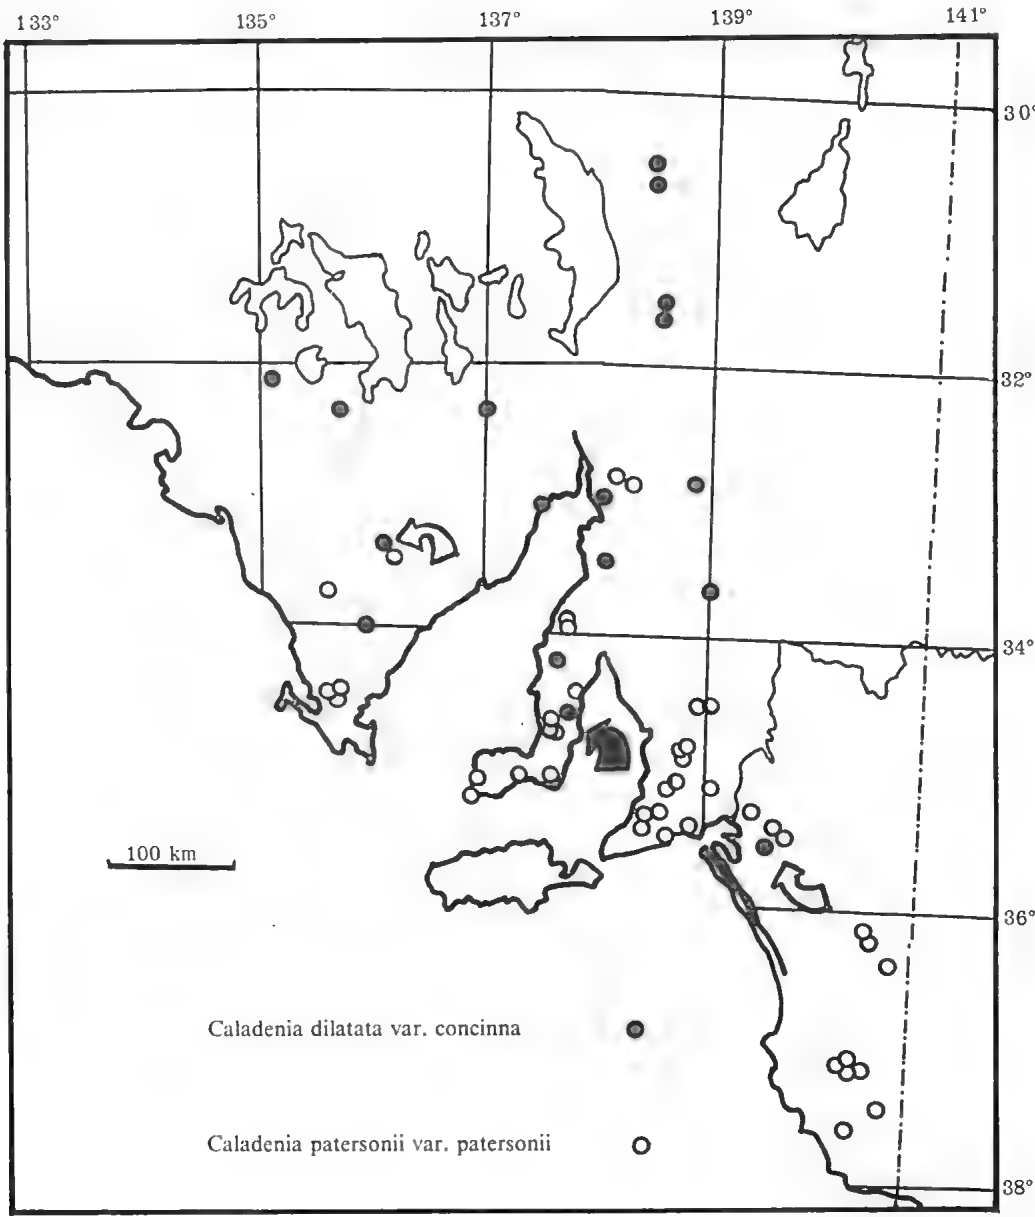 133° 135° 137° 139° 141°
30°
32°
34°
100 km
36°
Caladenia dilatata var. concinna
Caladenia patersonii var. patersonii
38°